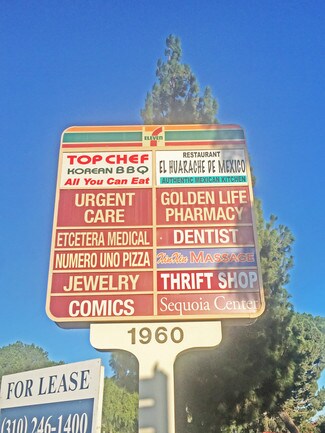 7
ELEVEN
TOP CHEF
KOREAN BBQ
All You Can Eat
RESTAURANT
EL HUARACHE DE MEXICO
AUTHENTIC MEXICAN KITCHEN
URGENT
CARE
GOLDEN LIFE
PHARMACY
ETCETERA MEDICAL
DENTIST
NUMERO UNO PIZZA
MASSAGE
JEWELRY
THRIFT SHOP
COMICS
Sequoia Center
1960
FOR LEASE
(310) 246-1400